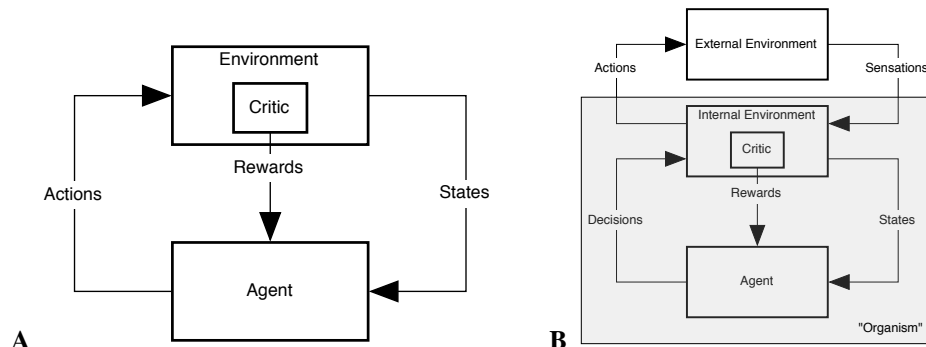 Environment
Critic
Rewards
Actions
States
Agent
A
External Environment
Actions
Sensations
Internal Environment
Critic
Rewards
Decisions
States
Agent
"Organism"
B